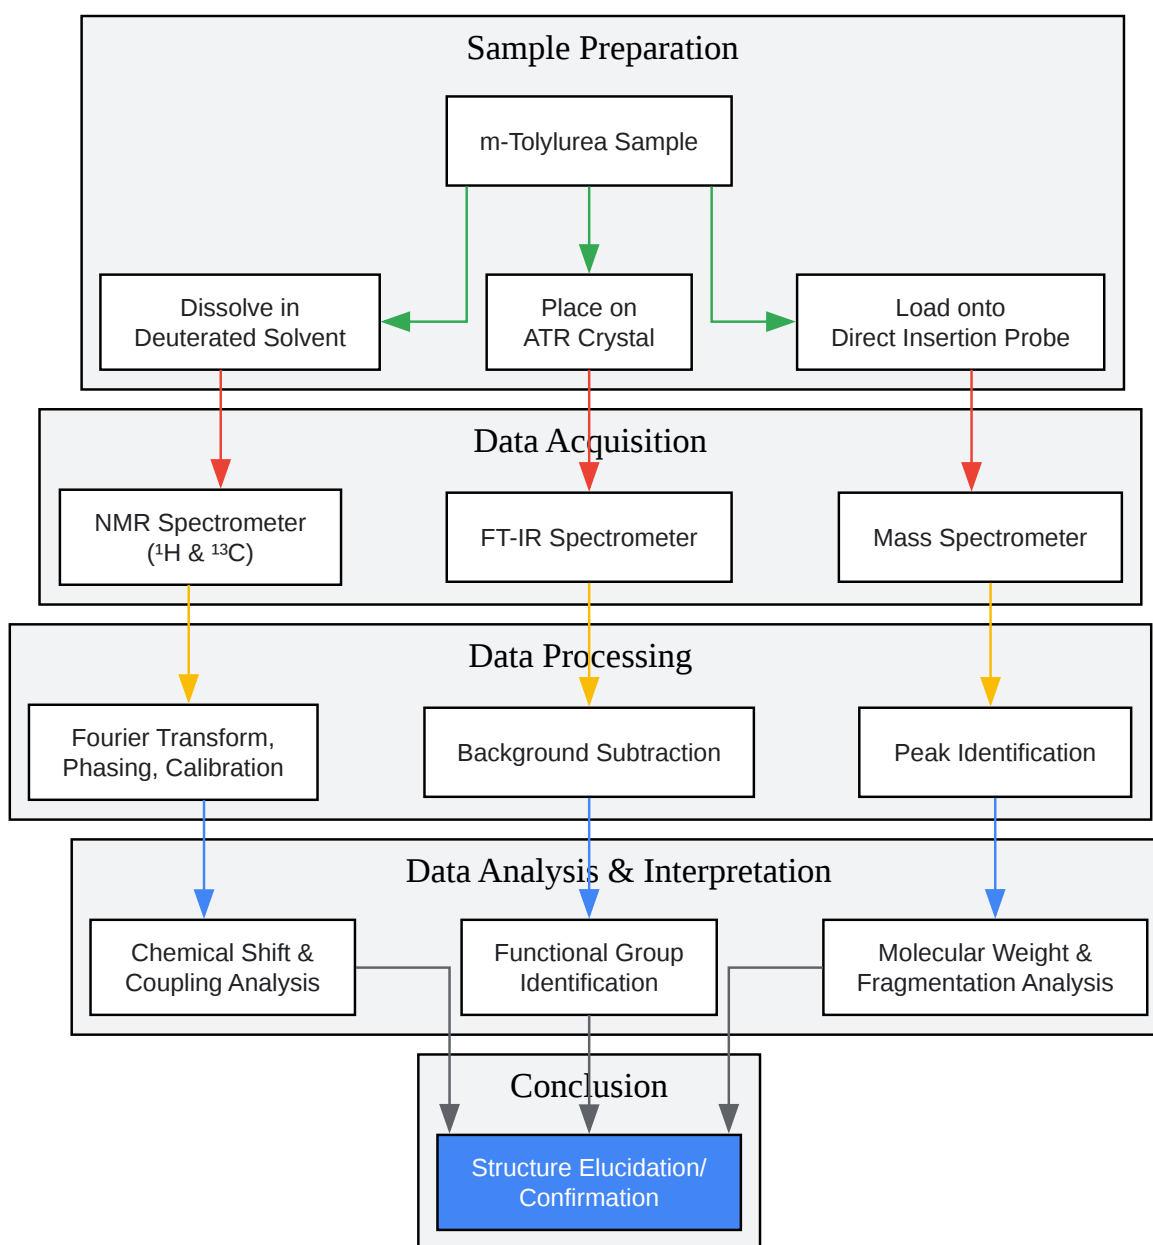 Sample Preparation
m-Tolylurea Sample
Dissolve in
Deuterated Solvent
Place on
ATR Crystal
Load onto
Direct Insertion Probe
Data Acquisition
NMR Spectrometer
(¹H & ¹³C)
FT-IR Spectrometer
Mass Spectrometer
Data Processing
Fourier Transform,
Phasing, Calibration
Background Subtraction
Peak Identification
Data Analysis & Interpretation
Chemical Shift &
Coupling Analysis
Functional Group
Identification
Molecular Weight &
Fragmentation Analysis
Conclusion
Structure Elucidation/
Confirmation